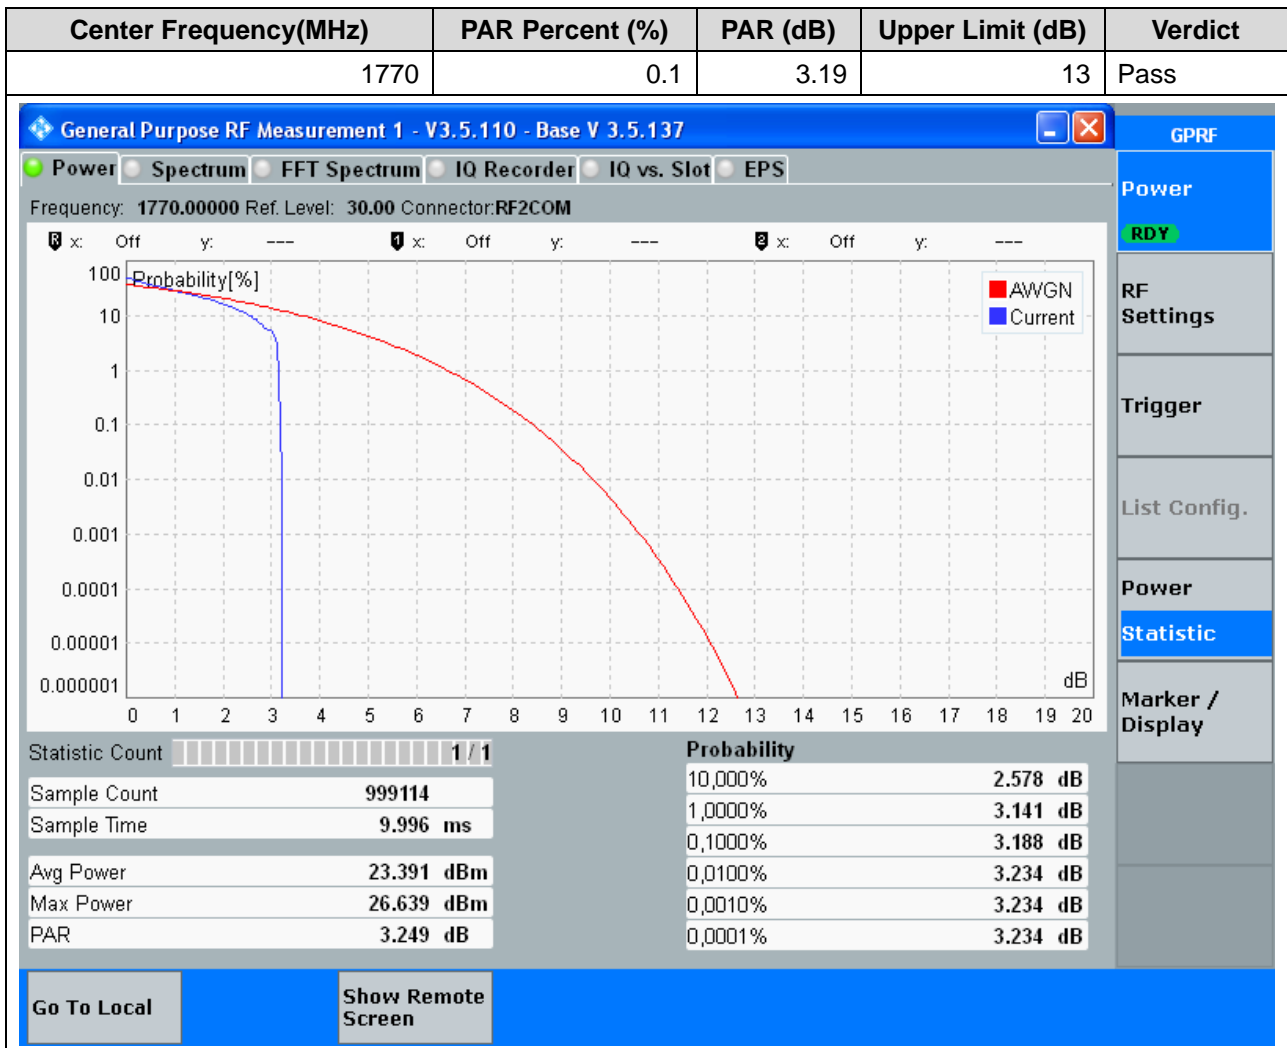 Center Frequency(MHz) PAR Percent (%) PAR (dB) Upper Limit (dB) Verdict
1770 0.1 3.19 13 Pass
General Purpose RF Measurement 1 - V3.5.110 - Base V 3.5.137
GPRF
Power Spectrum FFT Spectrum IQ Recorder IQ vs. Slot EPS
Power
RDY
Frequency: 1770.00000 Ref. Level: 30.00 Connector:RF2COM
R x: Off y: --- 1 x: Off y: --- 2 x: Off y: ---
Probability[%]
AWGN
Current
100
10
1
0.1
0.01
0.001
0.0001
0.00001
0.000001
dB
0 1 2 3 4 5 6 7 8 9 10 11 12 13 14 15 16 17 18 19 20
RF
Settings
Trigger
List Config.
Power
Statistic
Marker /
Display
Statistic Count 1 / 1
Sample Count 999114
Sample Time 9.996 ms
Avg Power 23.391 dBm
Max Power 26.639 dBm
PAR 3.249 dB
Probability
10,000% 2.578 dB
1,0000% 3.141 dB
0,1000% 3.188 dB
0,0100% 3.234 dB
0,0010% 3.234 dB
0,0001% 3.234 dB
Go To Local
Show Remote
Screen